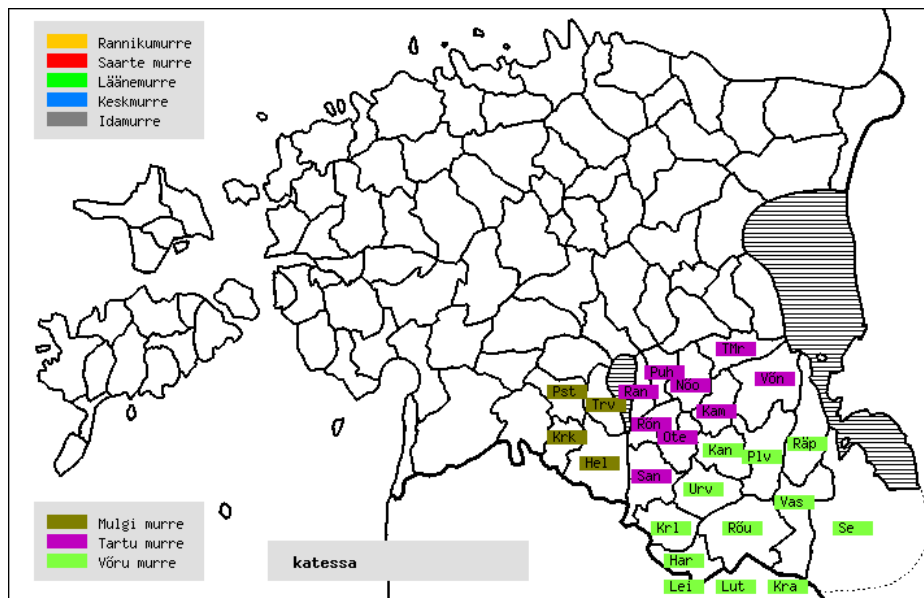 Rannikumurre
Saarte murre
Läänemurre
Keskmurre
Idamurre
TMr
Puh
Nõo
Võn
Pst
Trv
Ran
Kam
Rõn
Ote
Krk
Kan
Plv
Räp
Hel
San
Urv
Vas
Krl
Rõu
Se
Har
Lei
Lut
Kra
Mulgi murre
Tartu murre
Võru murre
katessa